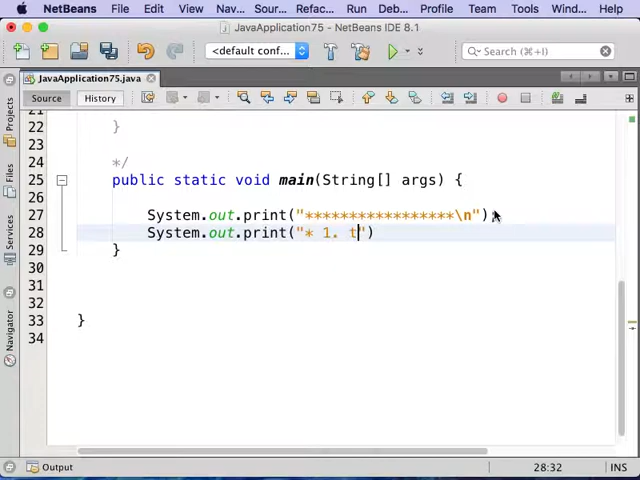 NetBeans File Edit View Nav... Sour... Refac... Run Deb... Profile Team Tools Wind... Help
JavaApplication75 - NetBeans IDE 8.1
<default conf... Search (⌘+I)
JavaApplication75.java
Source History
Projects
Files
Services
Navigator
21
22 }
23
24 */
25 public static void main(String[] args) {
26
27 System.out.print("*****************\n");
28 System.out.print("* 1. t")
29 }
30
31
32
33 }
34
Output 28:32 INS